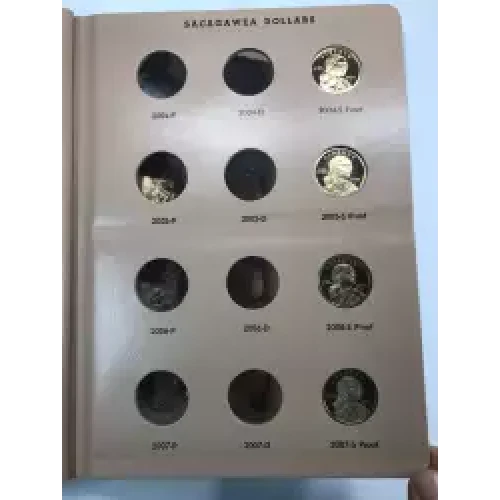 SACAGAWEA DOLLARS
2004-P 2004-D 2004-S Proof
2005-P 2005-D 2005-S Proof
2006-P 2006-D 2006-S Proof
2007-P 2007-D 2007-S Proof